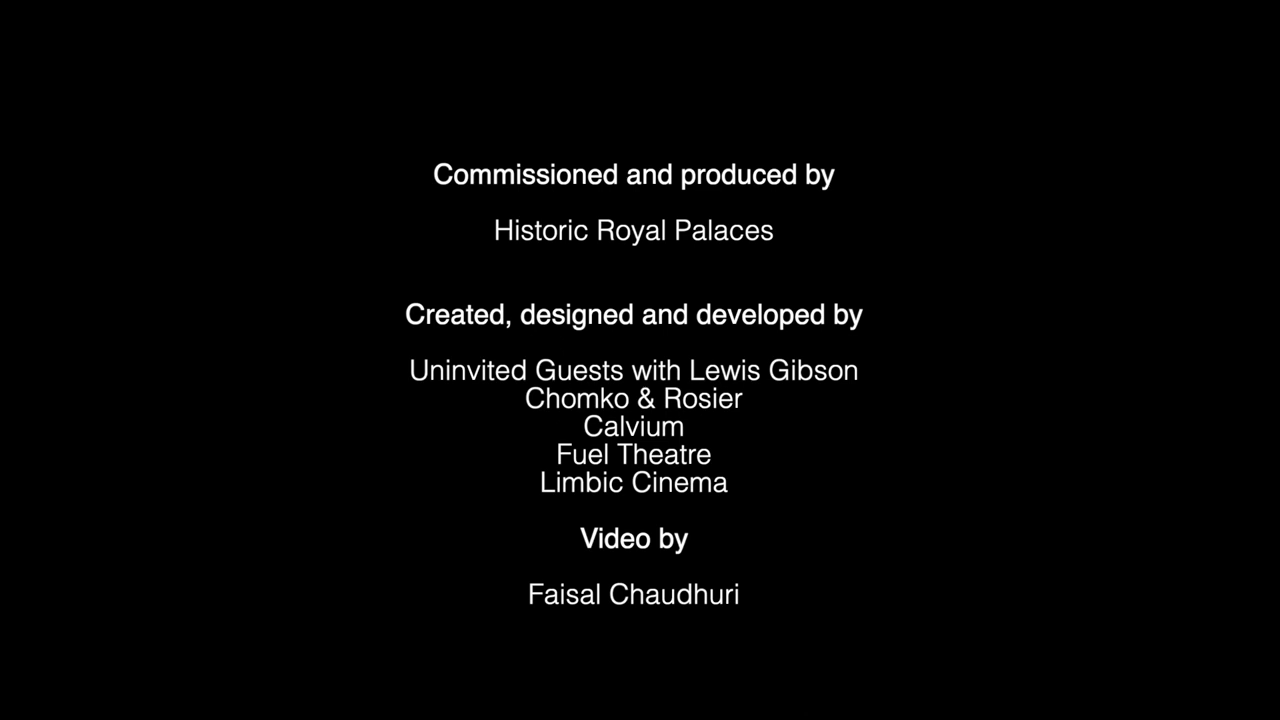 Commissioned and produced by
Historic Royal Palaces
Created, designed and developed by
Uninvited Guests with Lewis Gibson
Chomko & Rosier
Calvium
Fuel Theatre
Limbic Cinema
Video by
Faisal Chaudhuri